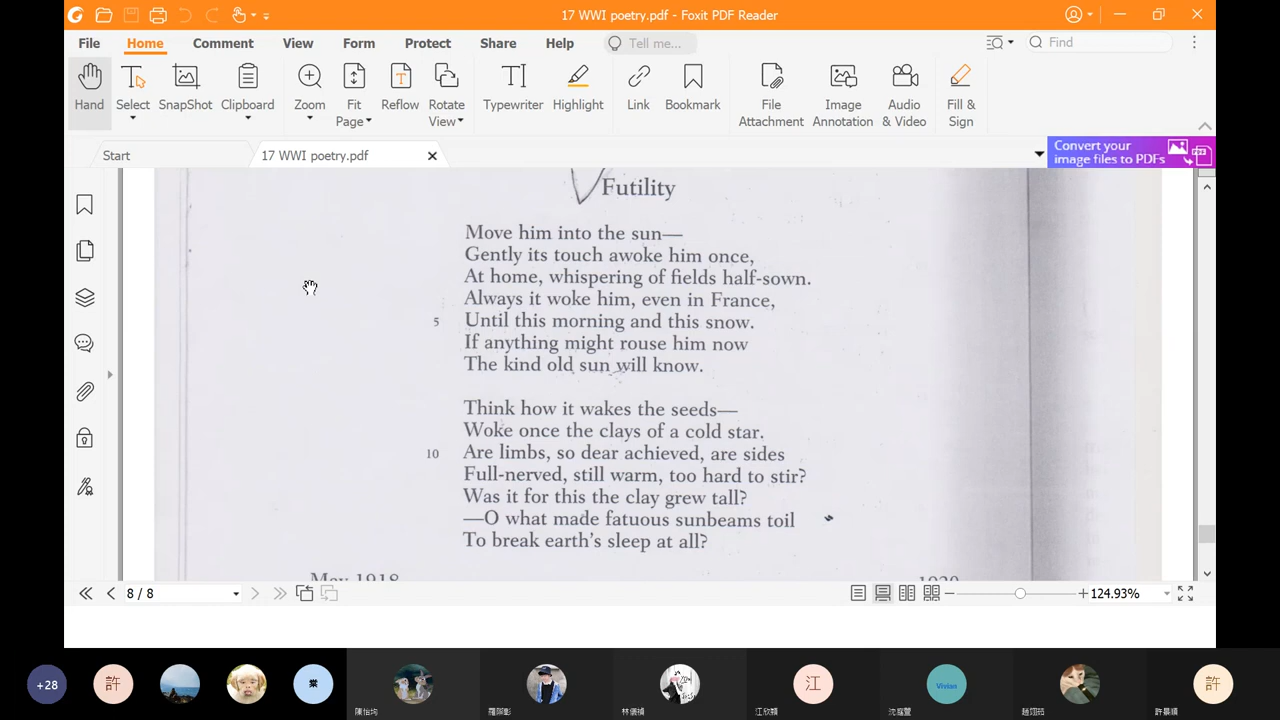 17 WWI poetry.pdf - Foxit PDF Reader
File Home Comment View Form Protect Share Help Tell me... Find
Hand Select SnapShot Clipboard Zoom Fit Page Reflow Rotate View Typewriter Highlight Link Bookmark File Attachment Image Annotation Audio & Video Fill & Sign
Start 17 WWI poetry.pdf
Convert your
image files to PDFs
Futility
Move him into the sun—
Gently its touch awoke him once,
At home, whispering of fields half-sown.
Always it woke him, even in France,
5 Until this morning and this snow.
If anything might rouse him now
The kind old sun will know.
Think how it wakes the seeds—
Woke once the clays of a cold star.
10 Are limbs, so dear achieved, are sides
Full-nerved, still warm, too hard to stir?
Was it for this the clay grew tall?
—O what made fatuous sunbeams toil
To break earth's sleep at all?
May 1918 1920
8 / 8 124.93%
+28 許 業 江 Vivian 許